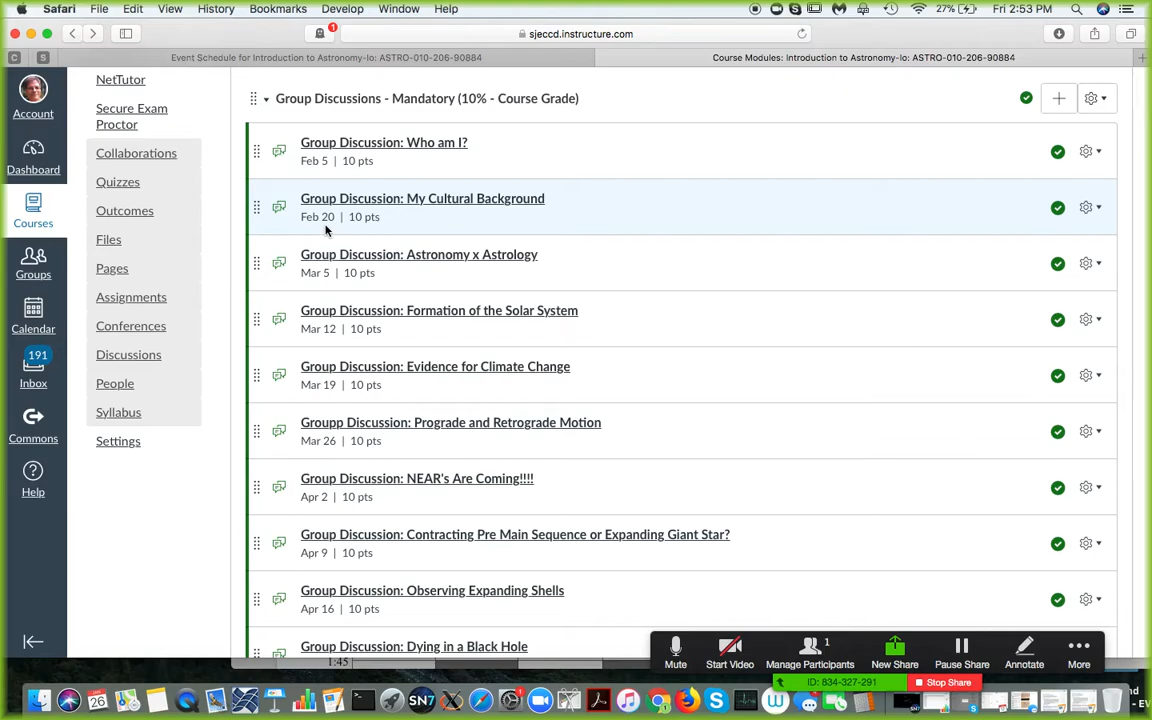 Safari File Edit View History Bookmarks Develop Window Help 27% Fri 2:53 PM
1 sjeccd.instructure.com
C S Event Schedule for Introduction to Astronomy-Io: ASTRO-010-206-90884 Course Modules: Introduction to Astronomy-Io: ASTRO-010-206-90884
Account
Dashboard
Courses
Groups
Calendar
191
Inbox
Commons
Help
NetTutor
Secure Exam
Proctor
Collaborations
Quizzes
Outcomes
Files
Pages
Assignments
Conferences
Discussions
People
Syllabus
Settings
Group Discussions - Mandatory (10% - Course Grade)
Group Discussion: Who am I?
Feb 5 | 10 pts
Group Discussion: My Cultural Background
Feb 20 | 10 pts
Group Discussion: Astronomy x Astrology
Mar 5 | 10 pts
Group Discussion: Formation of the Solar System
Mar 12 | 10 pts
Group Discussion: Evidence for Climate Change
Mar 19 | 10 pts
Groupp Discussion: Prograde and Retrograde Motion
Mar 26 | 10 pts
Group Discussion: NEAR's Are Coming!!!!
Apr 2 | 10 pts
Group Discussion: Contracting Pre Main Sequence or Expanding Giant Star?
Apr 9 | 10 pts
Group Discussion: Observing Expanding Shells
Apr 16 | 10 pts
Group Discussion: Dying in a Black Hole
1:45
1
Mute Start Video Manage Participants New Share Pause Share Annotate More
ID: 834-327-291 Stop Share
26 SN7